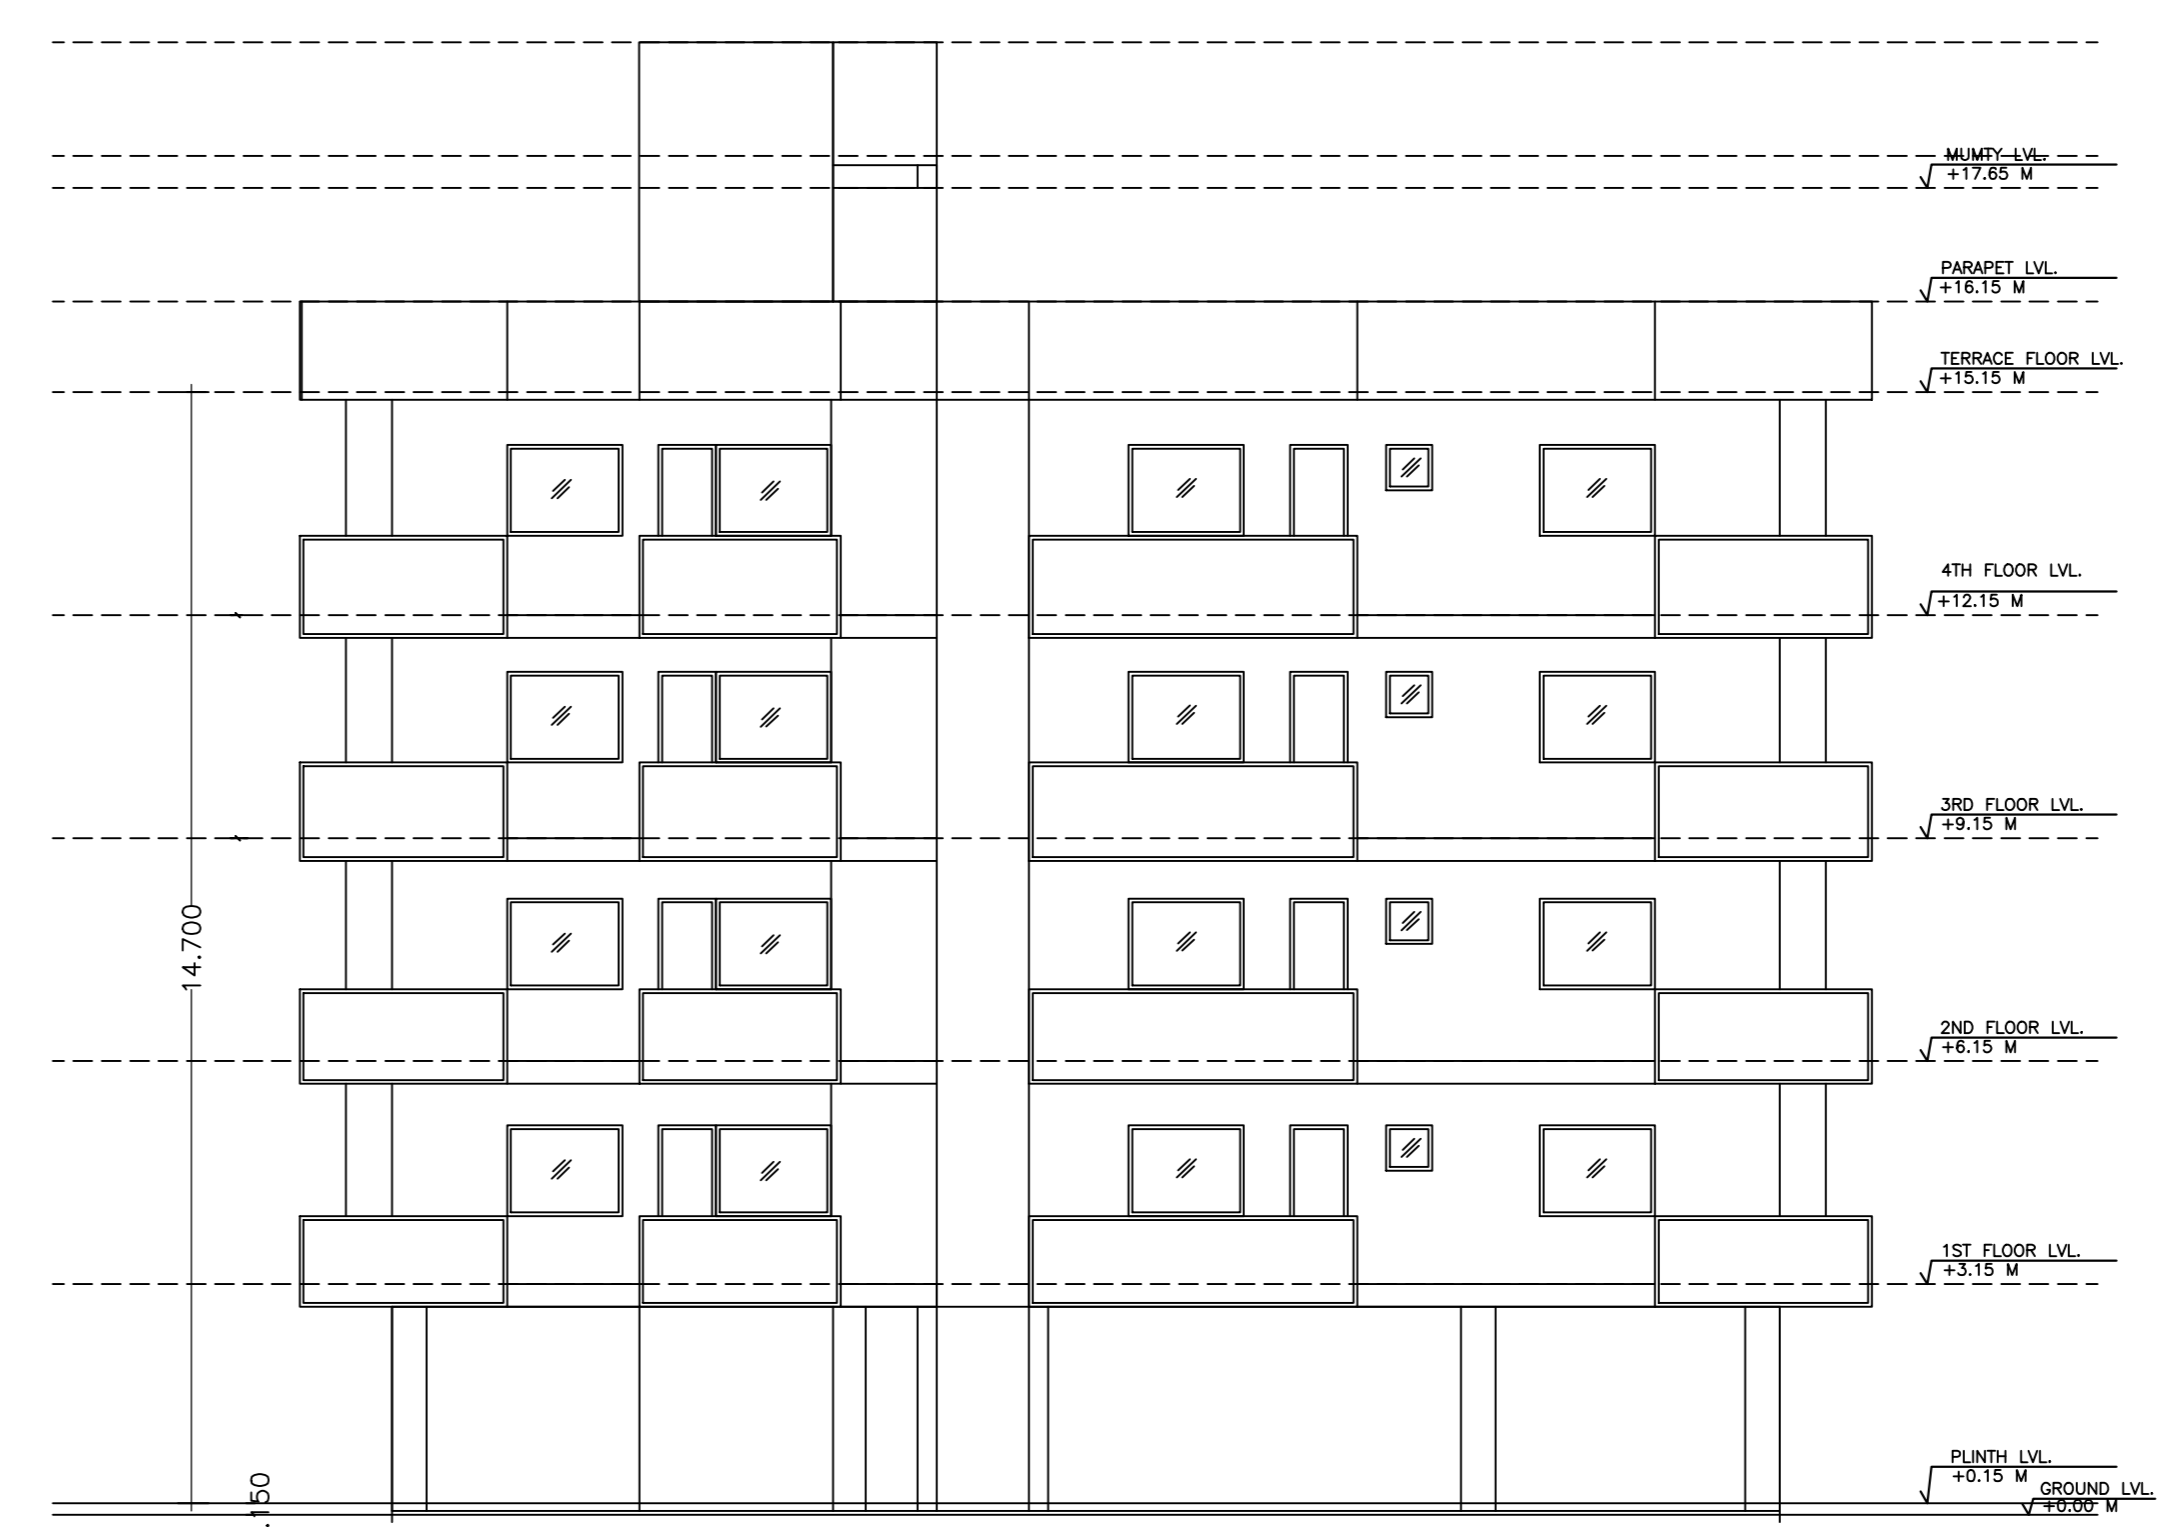 MUMTY LVL.
+17.65 M
PARAPET LVL.
+16.15 M
TERRACE FLOOR LVL.
+15.15 M
4TH FLOOR LVL.
+12.15 M
3RD FLOOR LVL.
+9.15 M
14.700
2ND FLOOR LVL.
+6.15 M
1ST FLOOR LVL.
+3.15 M
PLINTH LVL.
+0.15 M
.150
GROUND LVL.
+0.00 M